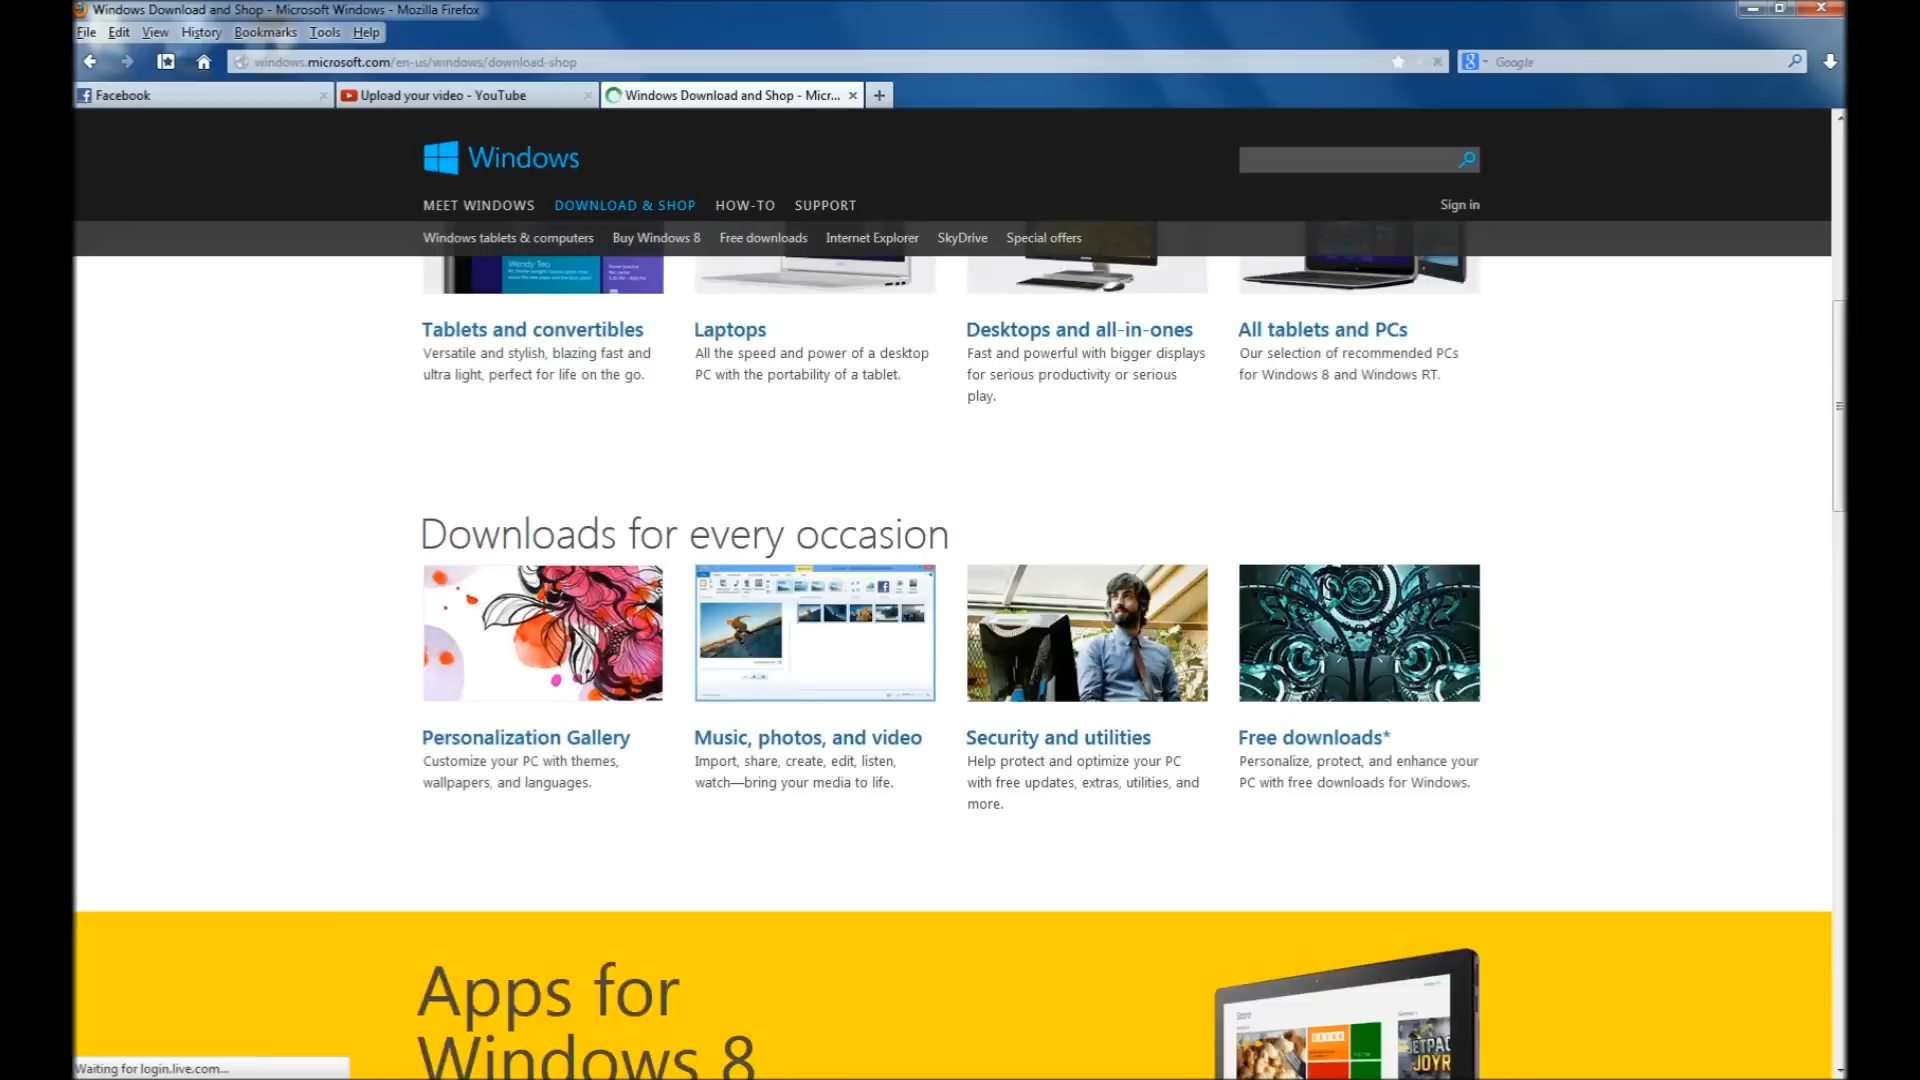 Windows Download and Shop - Microsoft Windows - Mozilla Firefox
File Edit View History Bookmarks Tools Help
windows.microsoft.com/en-us/windows/download-shop
Google
Facebook
Upload your video - YouTube
Windows Download and Shop - Micr...
Windows
MEET WINDOWS DOWNLOAD & SHOP HOW-TO SUPPORT
Sign in
Windows tablets & computers Buy Windows 8 Free downloads Internet Explorer SkyDrive Special offers
Wendy Teo
Tablets and convertibles
Versatile and stylish, blazing fast and
ultra light, perfect for life on the go.
Laptops
All the speed and power of a desktop
PC with the portability of a tablet.
Desktops and all-in-ones
Fast and powerful with bigger displays
for serious productivity or serious
play.
All tablets and PCs
Our selection of recommended PCs
for Windows 8 and Windows RT.
Downloads for every occasion
Personalization Gallery
Customize your PC with themes,
wallpapers, and languages.
Music, photos, and video
Import, share, create, edit, listen,
watch—bring your media to life.
Security and utilities
Help protect and optimize your PC
with free updates, extras, utilities, and
more.
Free downloads*
Personalize, protect, and enhance your
PC with free downloads for Windows.
Apps for
Windows 8
Store
JETPAC
JOYR
Waiting for login.live.com...